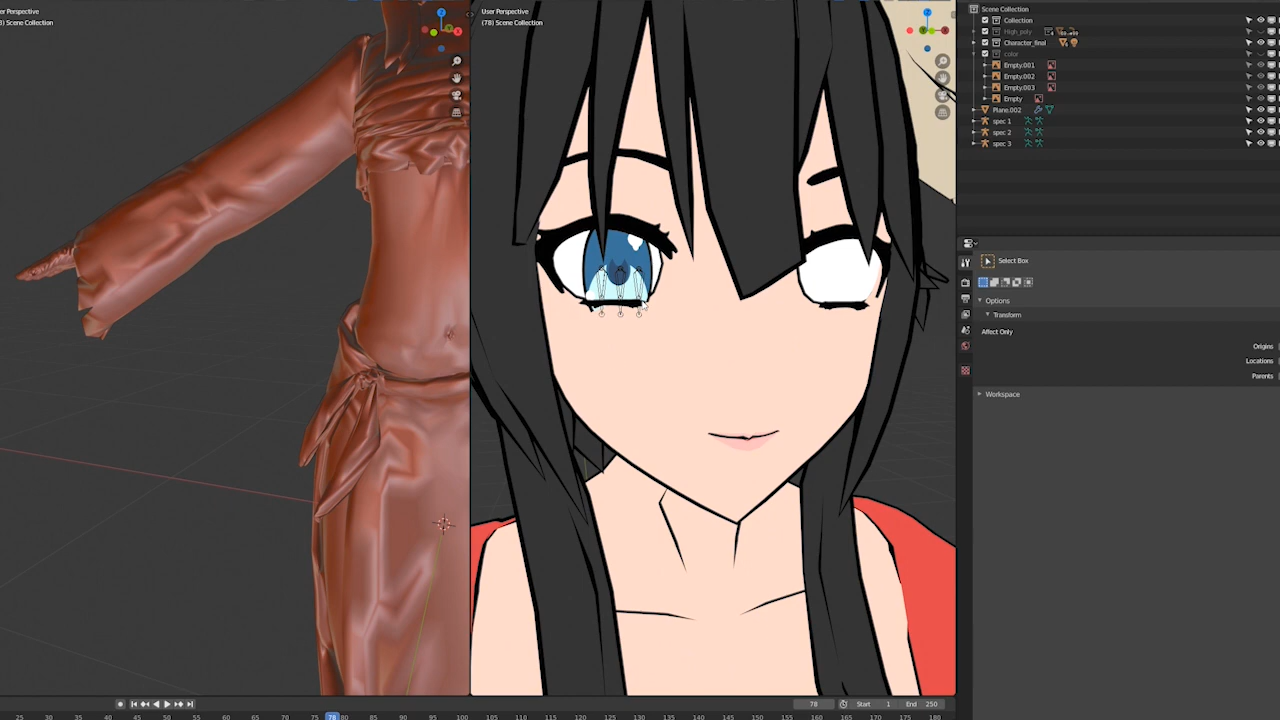 er Perspective
) Scene Collection
User Perspective
(78) Scene Collection
Scene Collection
Collection
High_poly
Character_final
color
Empty.001
Empty.002
Empty.003
Empty
Plane.002
spec 1
spec 2
spec 3
Select Box
Options
Transform
Affect Only
Origins
Locations
Parents
Workspace
78
Start 1
End 250
25 30 35 40 45 50 55 60 65 70 75 78 80 85 90 95 100 105 110 115 120 125 130 135 140 145 150 155 160 165 170 175 180